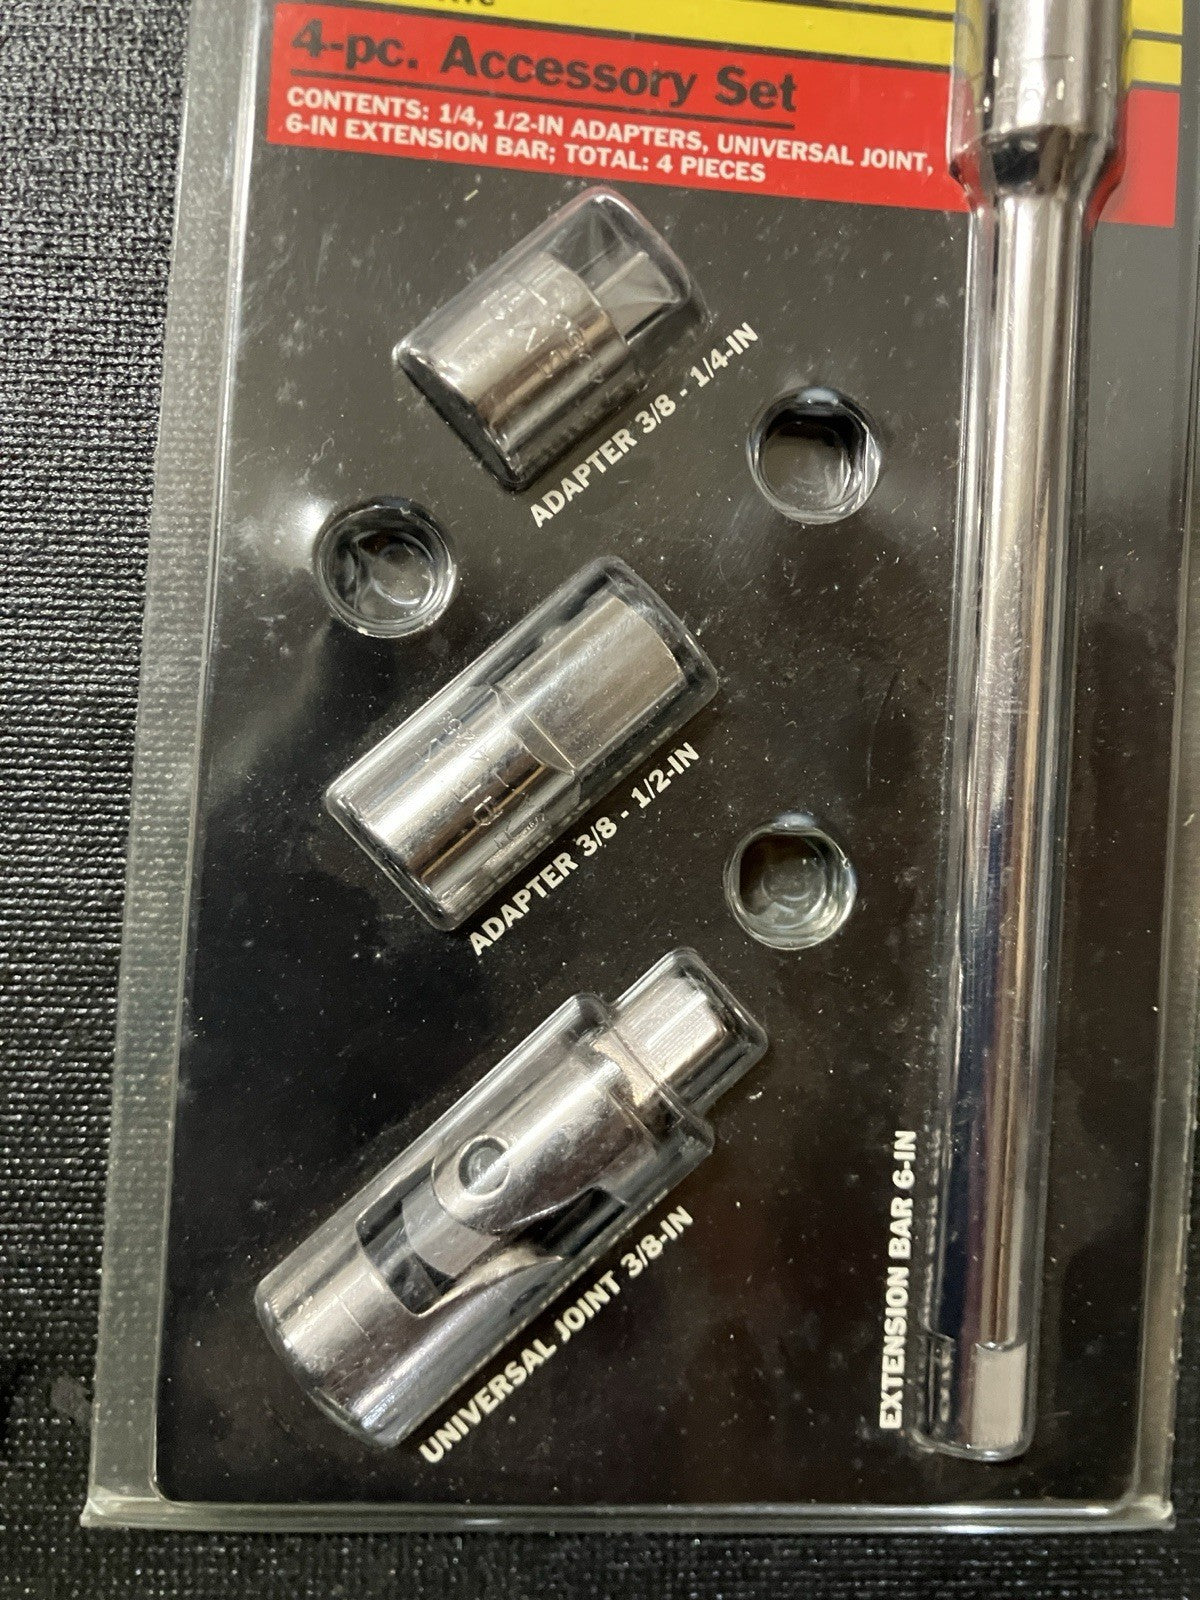 4-pc. Accessory Set
CONTENTS: 1/4, 1/2-IN ADAPTERS, UNIVERSAL JOINT,
6-IN EXTENSION BAR; TOTAL: 4 PIECES
ADAPTER 3/8 - 1/4-IN
ADAPTER 3/8 - 1/2-IN
UNIVERSAL JOINT 3/8-IN
EXTENSION BAR 6-IN